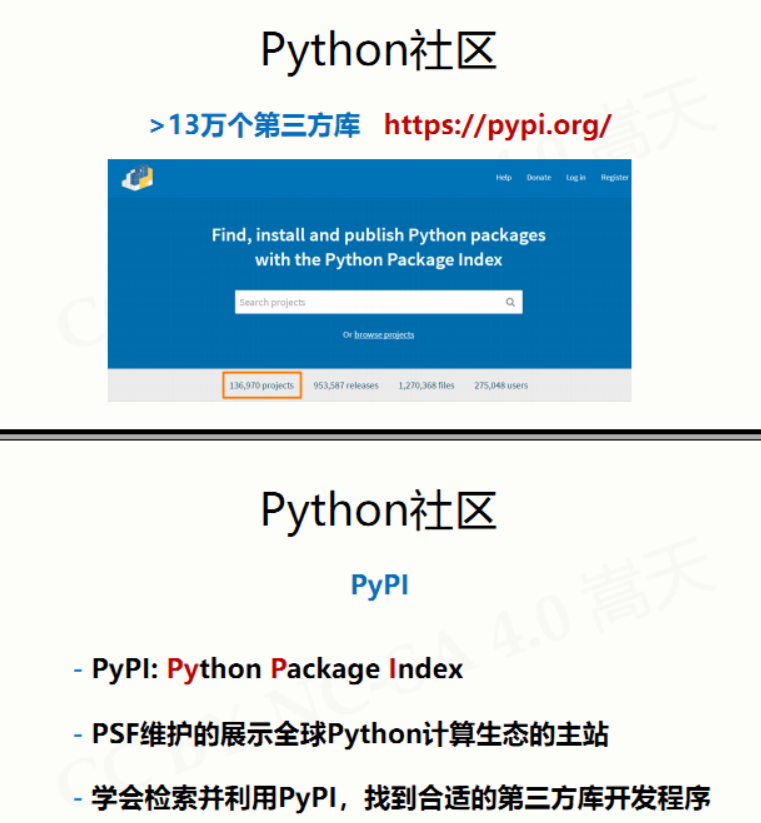 Python社区
>13万个第三方库 https://pypi.org/
4.0 嵩天
Help Donate Log in Register
Find, install and publish Python packages
with the Python Package Index
Search projects
Or browse projects
136,970 projects 953,587 releases 1,270,368 files 275,048 users
Python社区
PyPI
CC BY-NC-SA 4.0 嵩天
- PyPI: Python Package Index
- PSF维护的展示全球Python计算生态的主站
- 学会检索并利用PyPI，找到合适的第三方库开发程序